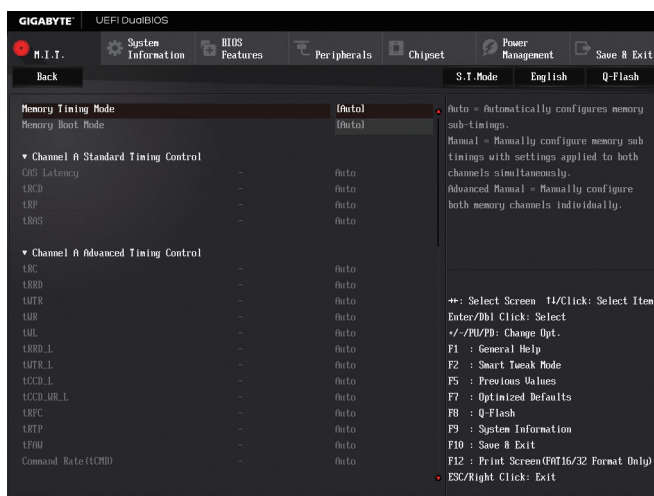 GIGABYTE™ UEFI DualBIOS
M.I.T.
System Information
BIOS Features
Peripherals
Chipset
Power Management
Save & Exit
Back
S.T.Mode English Q-Flash
Memory Timing Mode [Auto]
Memory Boot Mode [Auto]
▼ Channel A Standard Timing Control
CAS Latency - Auto
tRCD - Auto
tRP - Auto
tRAS - Auto
▼ Channel A Advanced Timing Control
tRC - Auto
tRRD - Auto
tWTR - Auto
tWR - Auto
tWL - Auto
tRRD_L - Auto
tWTR_L - Auto
tCCD_L - Auto
tCCD_WR_L - Auto
tRFC - Auto
tRTP - Auto
tFAW - Auto
Command Rate(tCMD) - Auto
Auto = Automatically configures memory
sub-timings.
Manual = Manually configure memory sub
timings with settings applied to both
channels simultaneously.
Advanced Manual = Manually configure
both memory channels individually.
→←: Select Screen ↑↓/Click: Select Item
Enter/Dbl Click: Select
+/-/PU/PD: Change Opt.
F1 : General Help
F2 : Smart Tweak Mode
F5 : Previous Values
F7 : Optimized Defaults
F8 : Q-Flash
F9 : System Information
F10 : Save & Exit
F12 : Print Screen(FAT16/32 Format Only)
ESC/Right Click: Exit